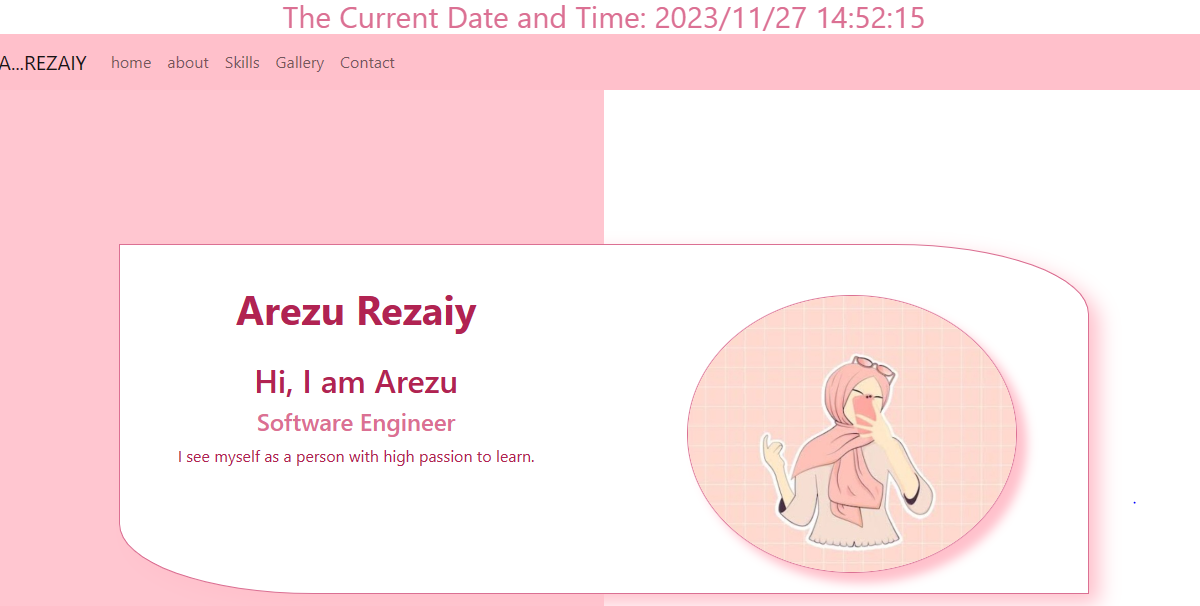 The Current Date and Time: 2023/11/27 14:52:15
A...REZAIY home about Skills Gallery Contact
Arezu Rezaiy
Hi, I am Arezu
Software Engineer
I see myself as a person with high passion to learn.